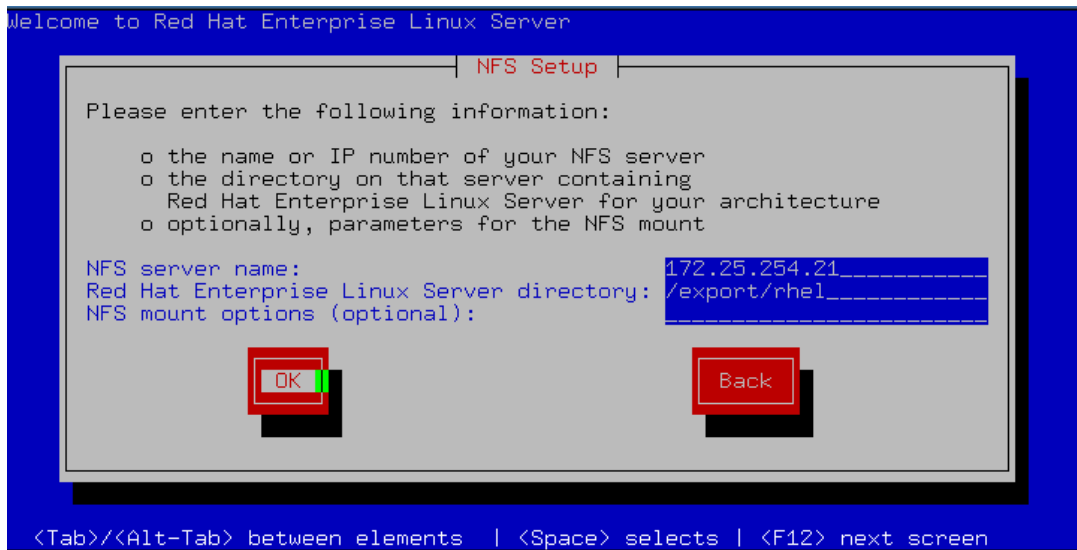 Welcome to Red Hat Enterprise Linux Server
NFS Setup
Please enter the following information:
o the name or IP number of your NFS server
o the directory on that server containing
Red Hat Enterprise Linux Server for your architecture
o optionally, parameters for the NFS mount
NFS server name: 172.25.254.21___________
Red Hat Enterprise Linux Server directory: /export/rhel____________
NFS mount options (optional): ________________________
OK Back
<Tab>/<Alt-Tab> between elements | <Space> selects | <F12> next screen